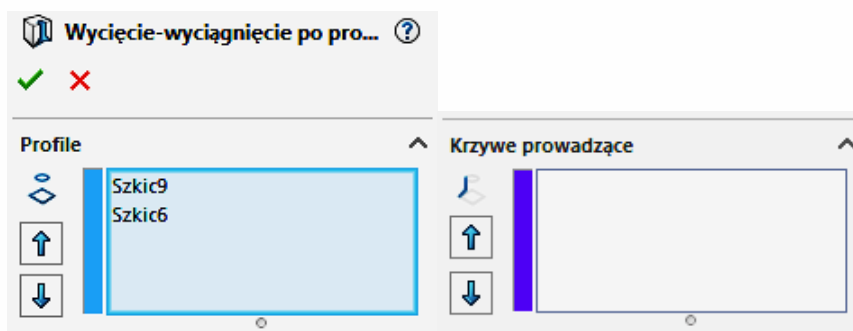 Wycięcie-wyciągnięcie po pro...
Profile
Szkic9
Szkic6
Krzywe prowadzące